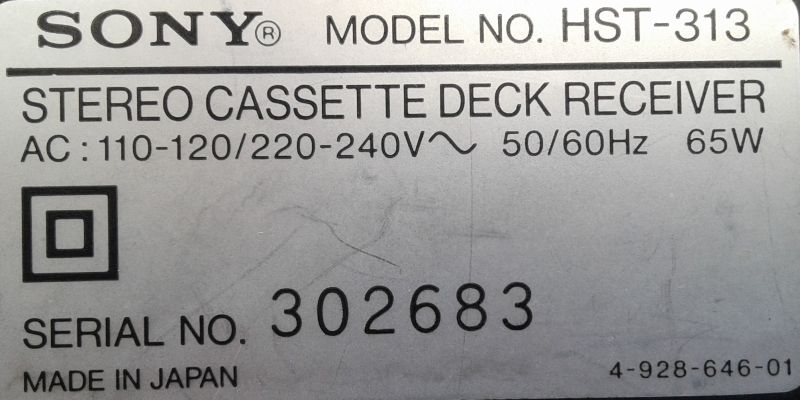 SONY® MODEL NO. HST-313
STEREO CASSETTE DECK RECEIVER
AC : 110-120/220-240V～ 50/60Hz 65W
SERIAL NO. 302683
MADE IN JAPAN 4-928-646-01